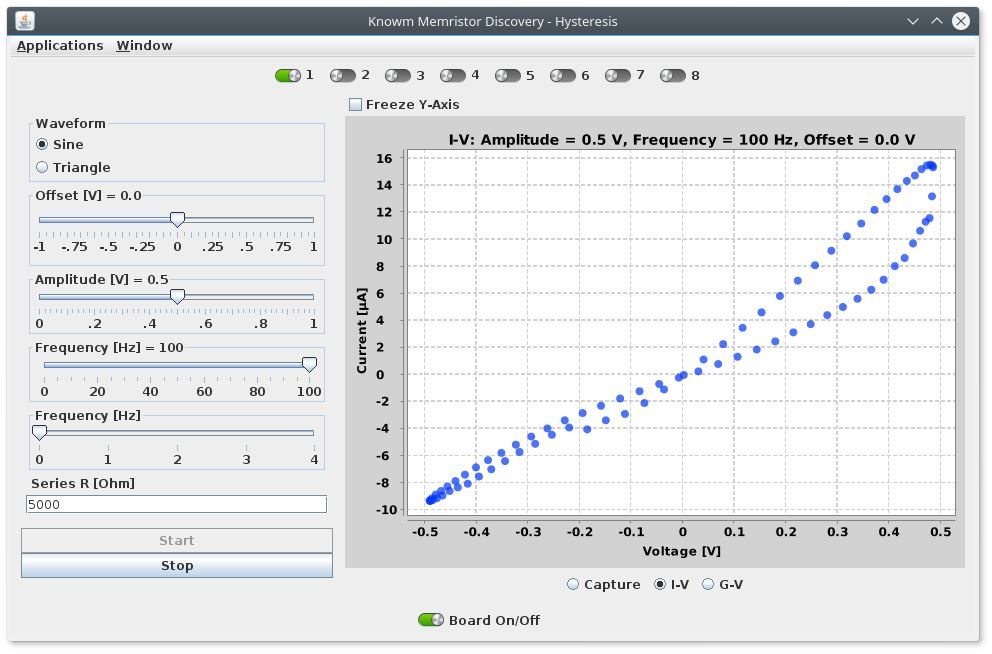 Knowm Memristor Discovery - Hysteresis
Applications Window
1 2 3 4 5 6 7 8
Freeze Y-Axis
Waveform
Sine
Triangle
Offset [V] = 0.0
-1 -.75 -.5 -.25 0 .25 .5 .75 1
Amplitude [V] = 0.5
0 .2 .4 .6 .8 1
Frequency [Hz] = 100
0 20 40 60 80 100
Frequency [Hz]
0 1 2 3 4
Series R [Ohm]
5000
Start
Stop
I-V: Amplitude = 0.5 V, Frequency = 100 Hz, Offset = 0.0 V
Current [µA]
16
14
12
10
8
6
4
2
0
-2
-4
-6
-8
-10
-0.5 -0.4 -0.3 -0.2 -0.1 0 0.1 0.2 0.3 0.4 0.5
Voltage [V]
Capture I-V G-V
Board On/Off